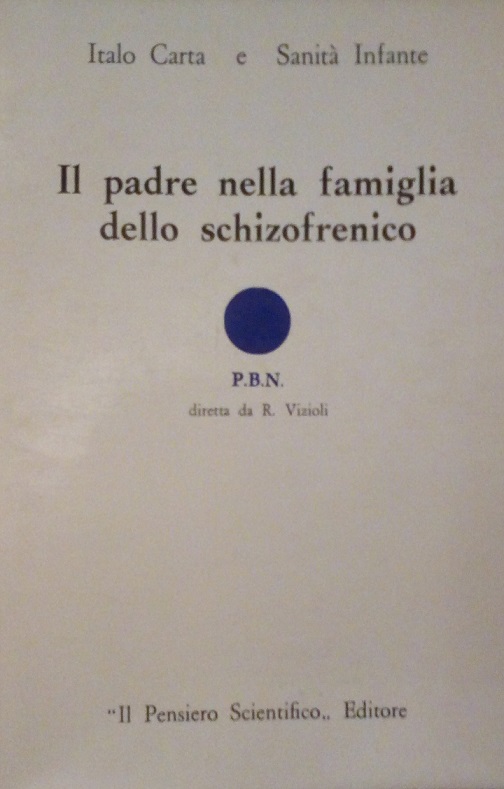 Italo Carta e Sanità Infante
Il padre nella famiglia
dello schizofrenico
P.B.N.
diretta da R. Vizioli
“Il Pensiero Scientifico„ Editore